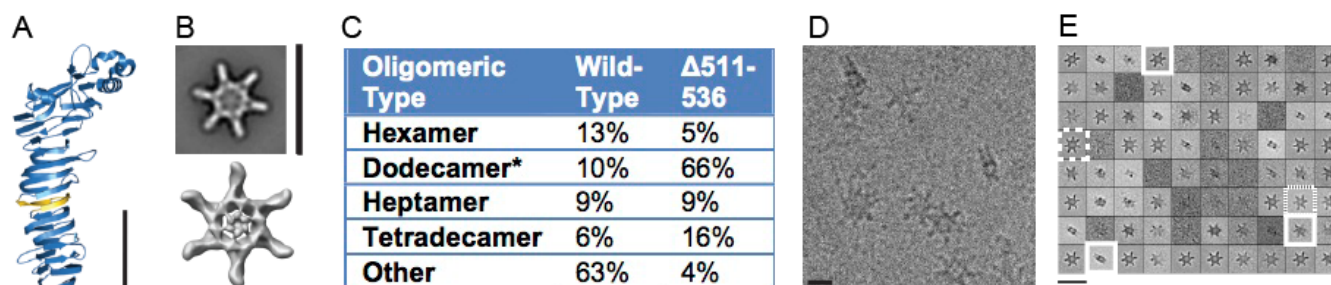 A
B
C
D
E
Oligomeric Type Wild-Type Δ511-536
Hexamer 13% 5%
Dodecamer* 10% 66%
Heptamer 9% 9%
Tetradecamer 6% 16%
Other 63% 4%